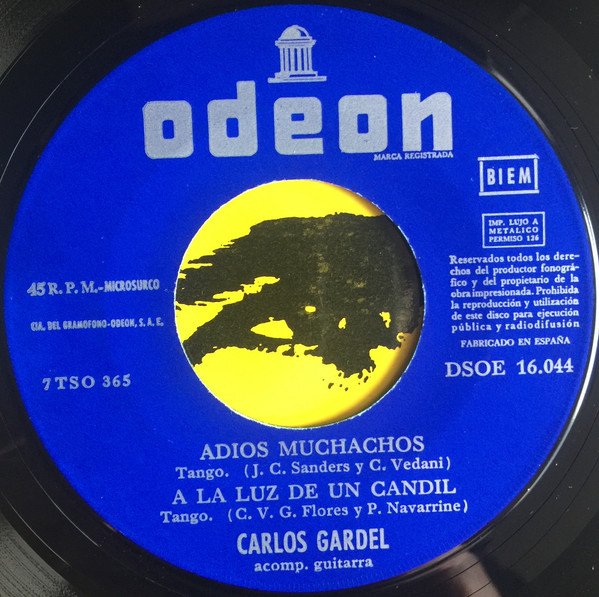 odeon
MARCA REGISTRADA
BIEM
IMP. LUJO A
METALICO
PERMISO 126
Reservados todos los dere-
chos del productor fonográ-
fico y del propietario de la
obra impresionada. Prohibida
la reproducción y utilización
de este disco para ejecución
pública y radiodifusión
FABRICADO EN ESPAÑA
DSOE 16.044
45 R. P. M.-MICROSURCO
CIA. DEL GRAMOFONO-ODEON, S. A. E.
7 TSO 365
ADIOS MUCHACHOS
Tango. (J. C. Sanders y C. Vedani)
A LA LUZ DE UN CANDIL
Tango. (C. V. G. Flores y P. Navarrine)
CARLOS GARDEL
acomp. guitarra